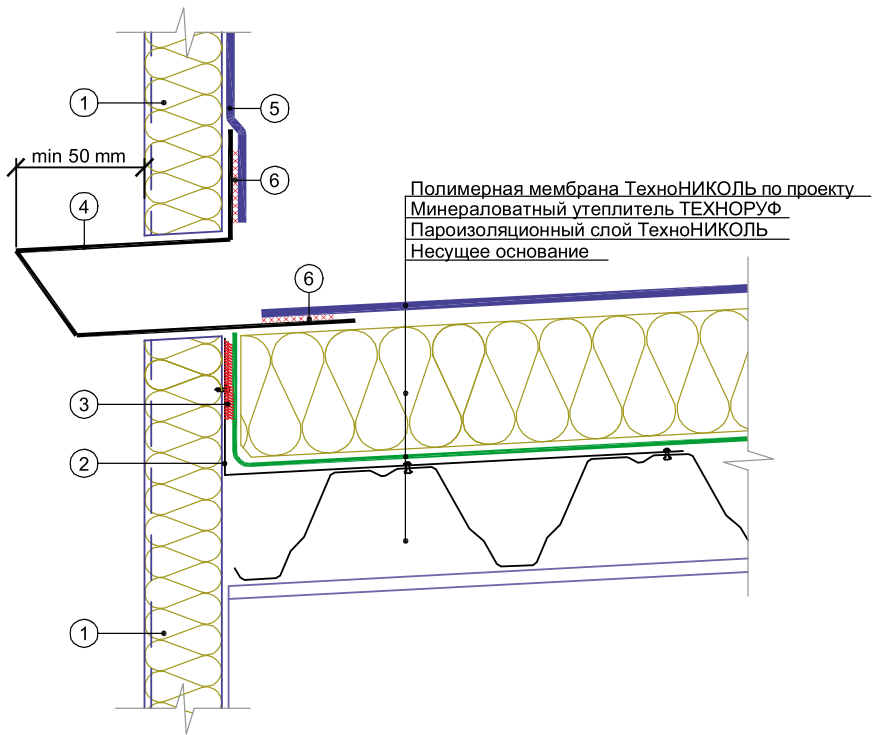 1
5
min 50 mm
6
4
Полимерная мембрана ТехноНИКОЛЬ по проекту
Минераловатный утеплитель ТЕХНОРУФ
Пароизоляционный слой ТехноНИКОЛЬ
Несущее основание
6
3
2
1